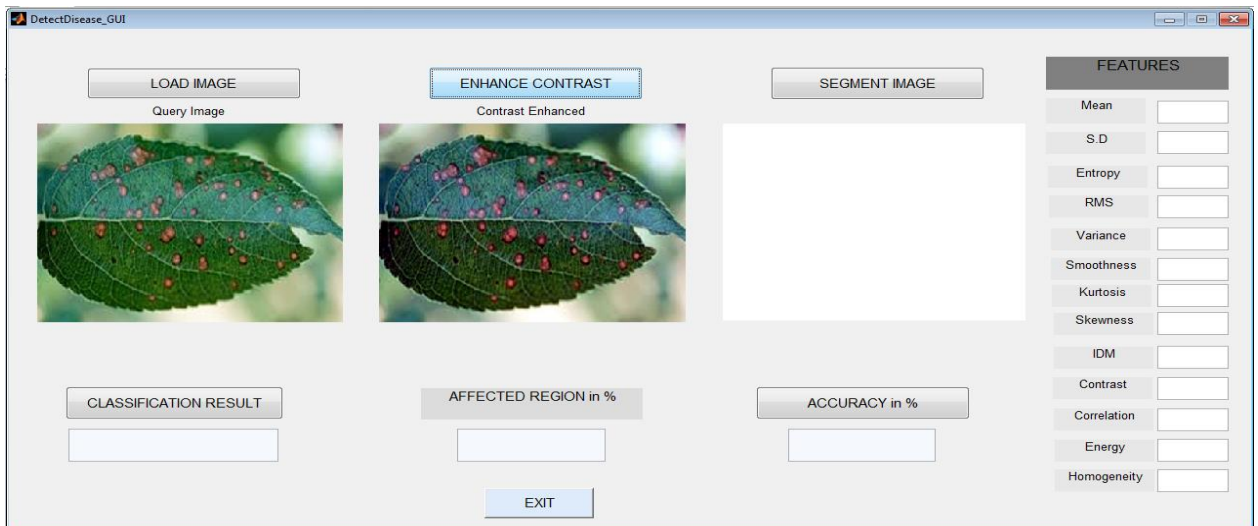 DetectDisease_GUI
LOAD IMAGE
ENHANCE CONTRAST
SEGMENT IMAGE
FEATURES
Query Image
Contrast Enhanced
Mean
S.D
Entropy
RMS
Variance
Smoothness
Kurtosis
Skewness
IDM
Contrast
Correlation
Energy
Homogeneity
CLASSIFICATION RESULT
AFFECTED REGION in %
ACCURACY in %
EXIT